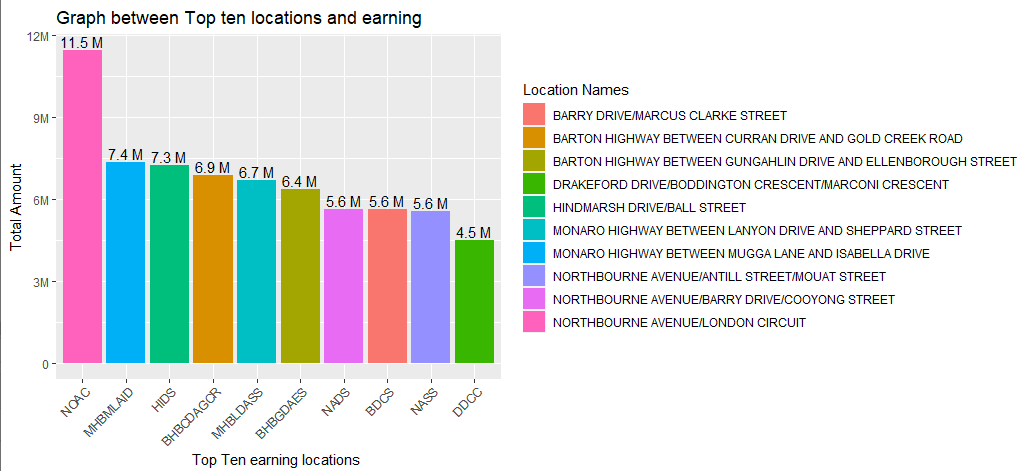 Graph between Top ten locations and earning
12M
9M
6M
3M
0
Total Amount
11.5 M
7.4 M
7.3 M
6.9 M
6.7 M
6.4 M
5.6 M
5.6 M
5.6 M
4.5 M
NOAC
MHBMLAID
HIDS
BHBCDAGCR
MHBLDASS
BHBGDAES
NADS
BDCS
NASS
DDCC
Top Ten earning locations
Location Names
BARRY DRIVE/MARCUS CLARKE STREET
BARTON HIGHWAY BETWEEN CURRAN DRIVE AND GOLD CREEK ROAD
BARTON HIGHWAY BETWEEN GUNGAHLIN DRIVE AND ELLENBOROUGH STREET
DRAKEFORD DRIVE/BODDINGTON CRESCENT/MARCONI CRESCENT
HINDMARSH DRIVE/BALL STREET
MONARO HIGHWAY BETWEEN LANYON DRIVE AND SHEPPARD STREET
MONARO HIGHWAY BETWEEN MUGGA LANE AND ISABELLA DRIVE
NORTHBOURNE AVENUE/ANTILL STREET/MOUAT STREET
NORTHBOURNE AVENUE/BARRY DRIVE/COOYONG STREET
NORTHBOURNE AVENUE/LONDON CIRCUIT